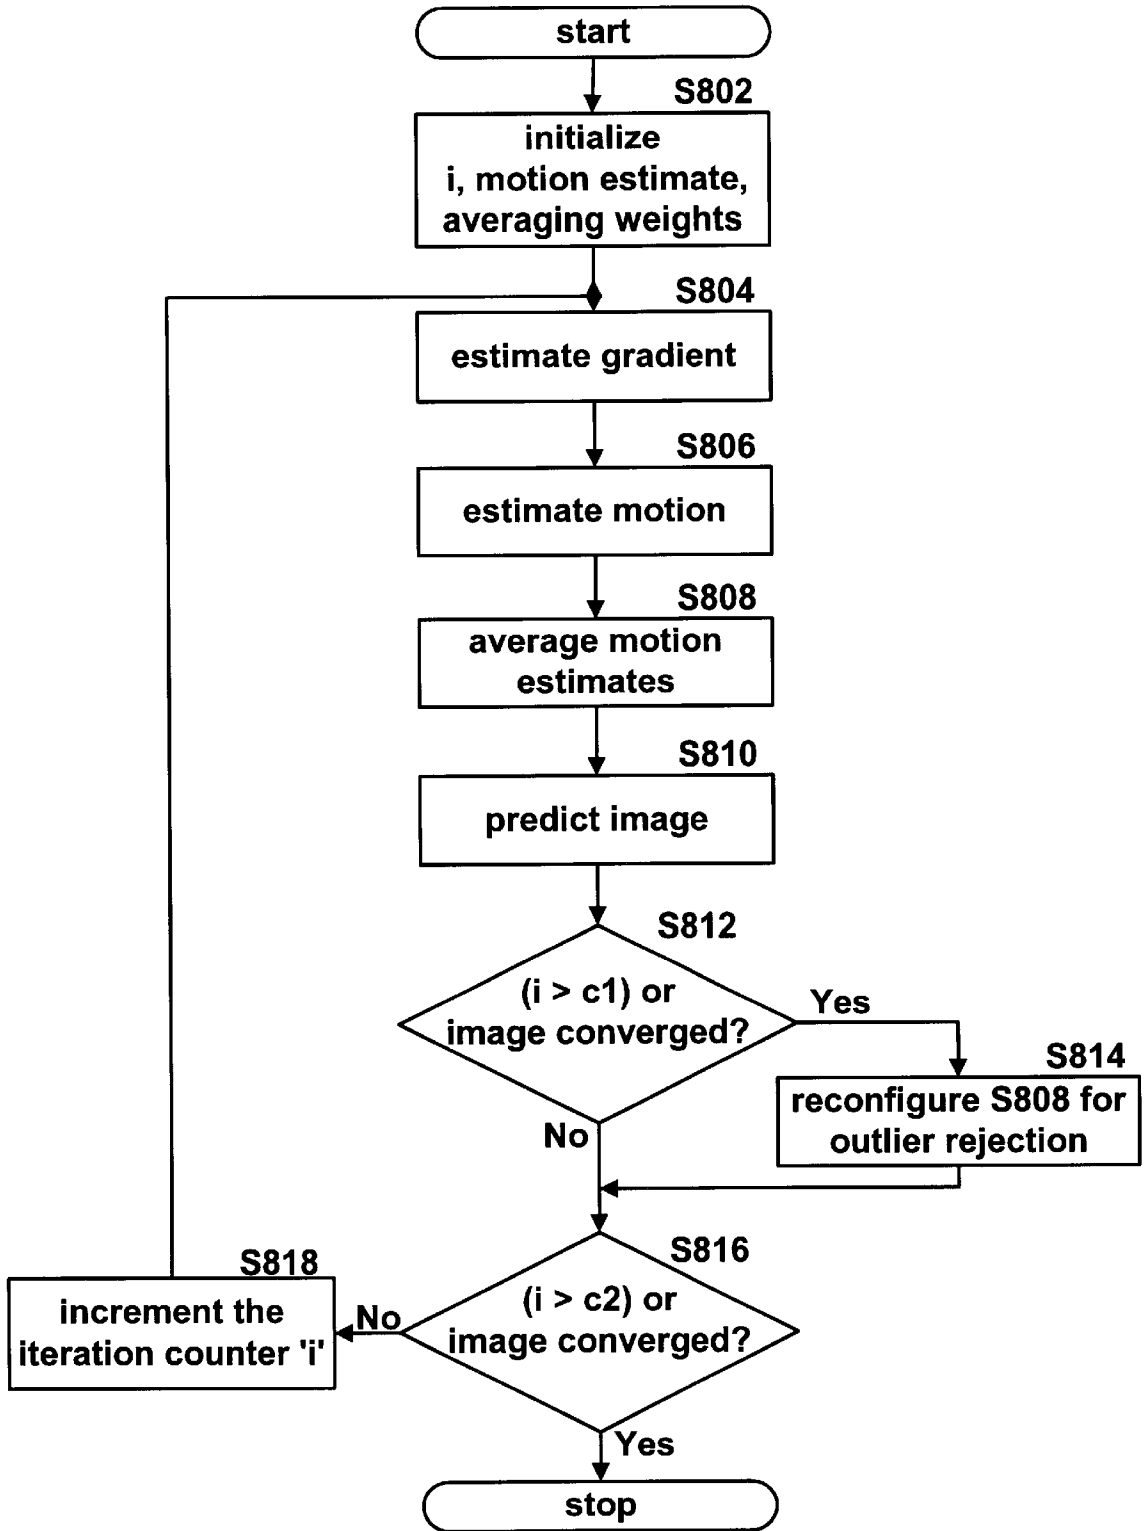 start
S802
initialize
i, motion estimate,
averaging weights
S804
estimate gradient
S806
estimate motion
S808
average motion
estimates
S810
predict image
S812
(i > c1) or
image converged?
Yes
S814
reconfigure S808 for
outlier rejection
No
S816
(i > c2) or
image converged?
No
S818
increment the
iteration counter 'i'
Yes
stop